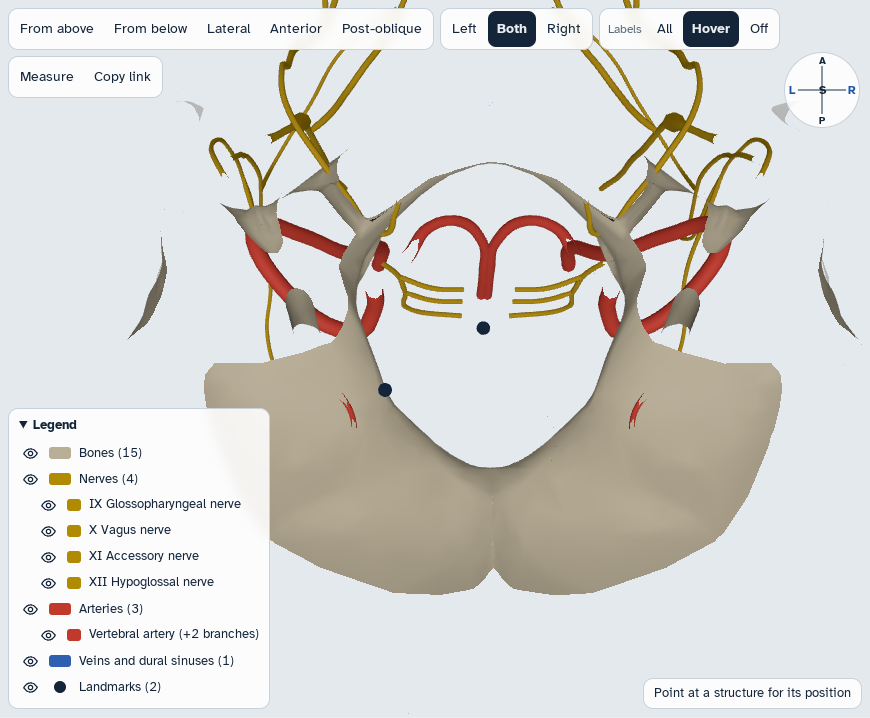 From above From below Lateral Anterior Post-oblique Left Both Right Labels All Hover Off
Measure Copy link
A
L S R
P
▼ Legend
Bones (15)
Nerves (4)
IX Glossopharyngeal nerve
X Vagus nerve
XI Accessory nerve
XII Hypoglossal nerve
Arteries (3)
Vertebral artery (+2 branches)
Veins and dural sinuses (1)
Landmarks (2)
Point at a structure for its position